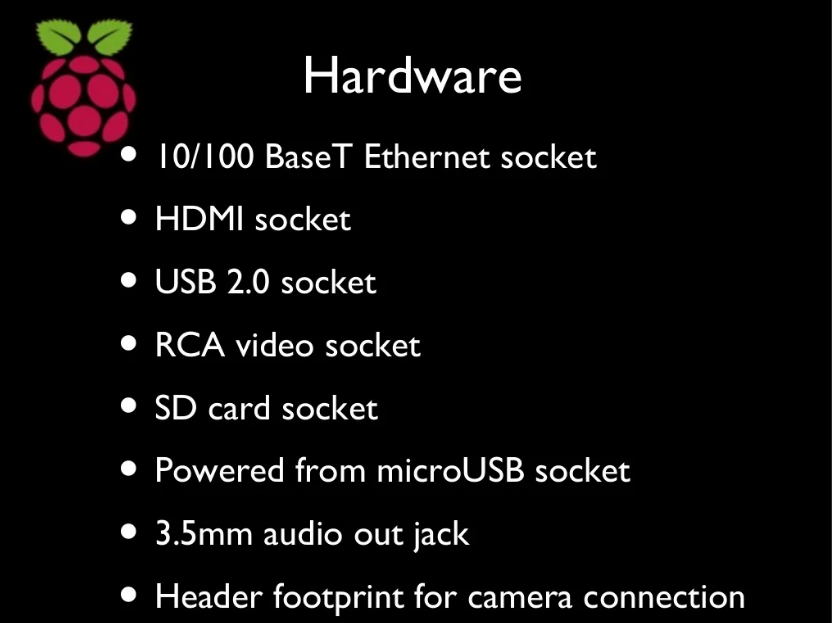 Hardware
• 10/100 BaseT Ethernet socket
• HDMI socket
• USB 2.0 socket
• RCA video socket
• SD card socket
• Powered from microUSB socket
• 3.5mm audio out jack
• Header footprint for camera connection